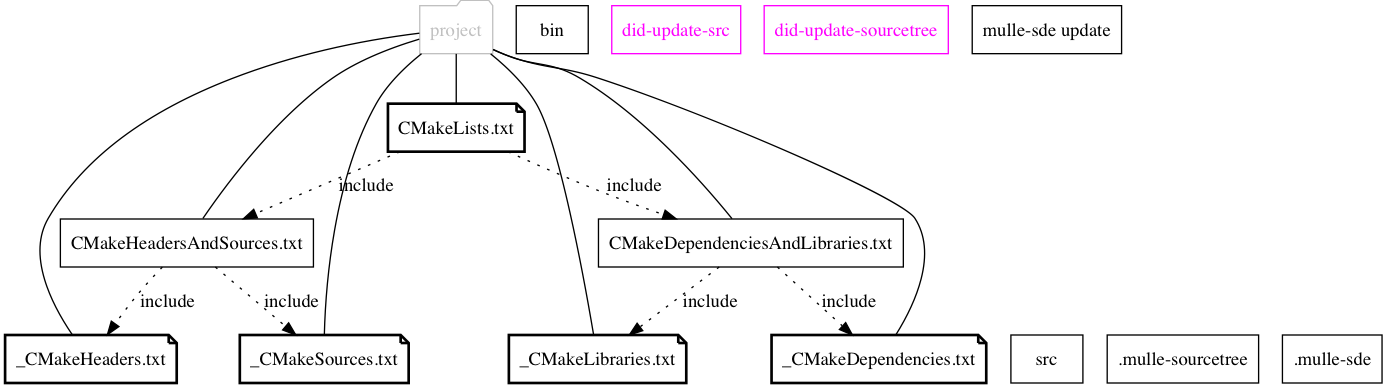 project
bin
did-update-src
did-update-sourcetree
mulle-sde update
CMakeLists.txt
include
include
CMakeHeadersAndSources.txt
CMakeDependenciesAndLibraries.txt
include
include
include
include
_CMakeHeaders.txt
_CMakeSources.txt
_CMakeLibraries.txt
_CMakeDependencies.txt
src
.mulle-sourcetree
.mulle-sde